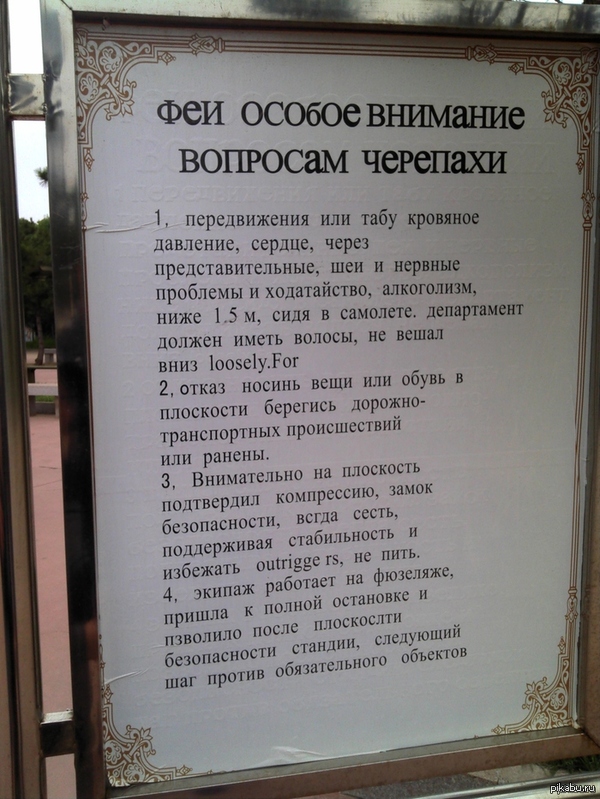 Феи особое внимание
вопросам черепахи
1, передвижения или табу кровяное
давление, сердце, через
представительные, шеи и нервные
проблемы и ходатайство, алкоголизм,
ниже 1.5 м, сидя в самолете. департамент
должен иметь волосы, не вешал
вниз loosely.For
2, отказ носинь вещи или обувь в
плоскости берегись дорожно-
транспортных происшествий
или ранены.
3, Внимательно на плоскость
подтвердил компрессию, замок
безопасности, всгда сесть,
поддерживая стабильность и
избежать outrigge rs, не пить.
4, экипаж работает на фюзеляже,
пришла к полной остановке и
пзволило после плоскослти
безопасности стандии, следующий
шаг против обязательного объектов
pikabu.ru